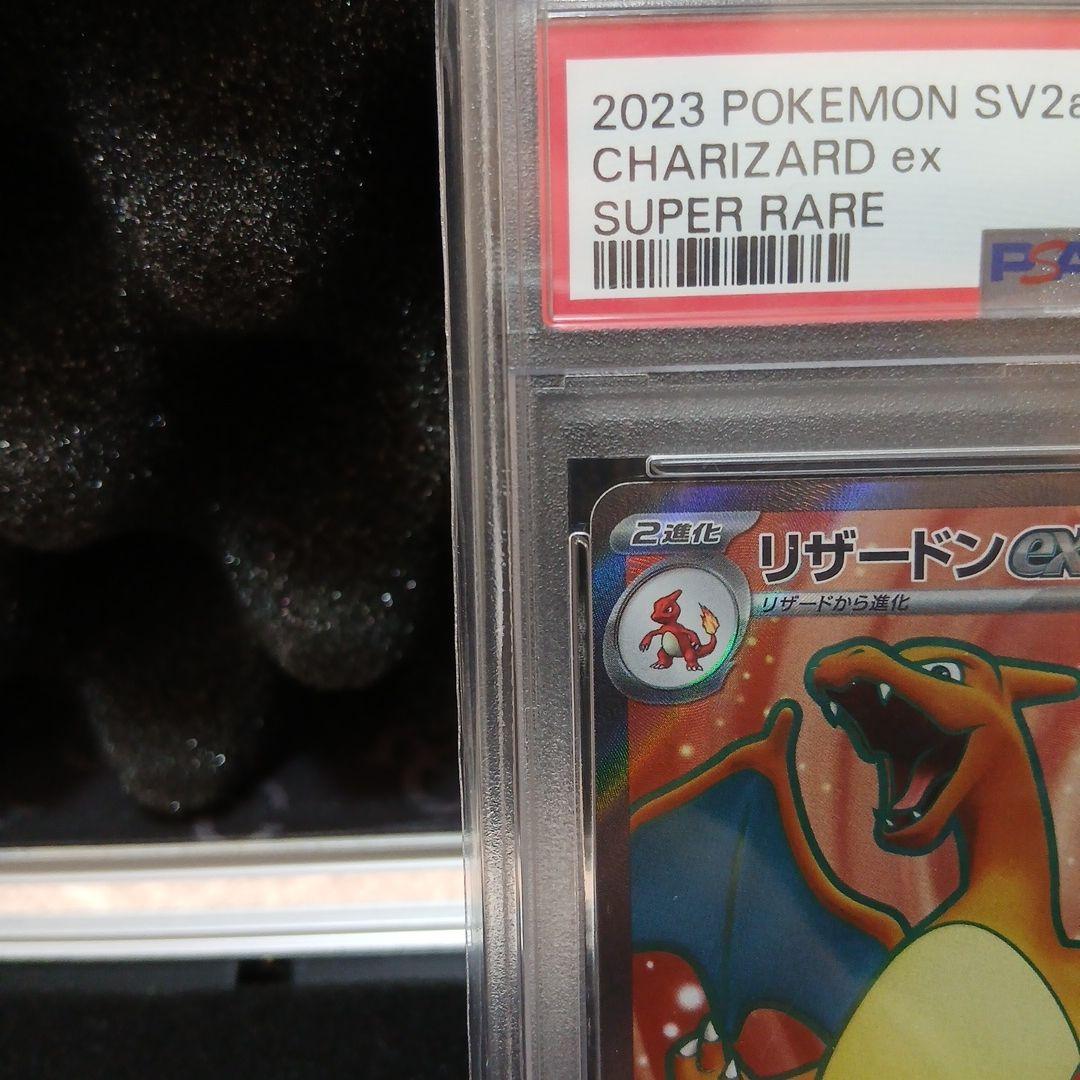 2023 POKEMON SV2a
CHARIZARD ex
SUPER RARE
PSA
2進化
リザードンex
リザードから進化